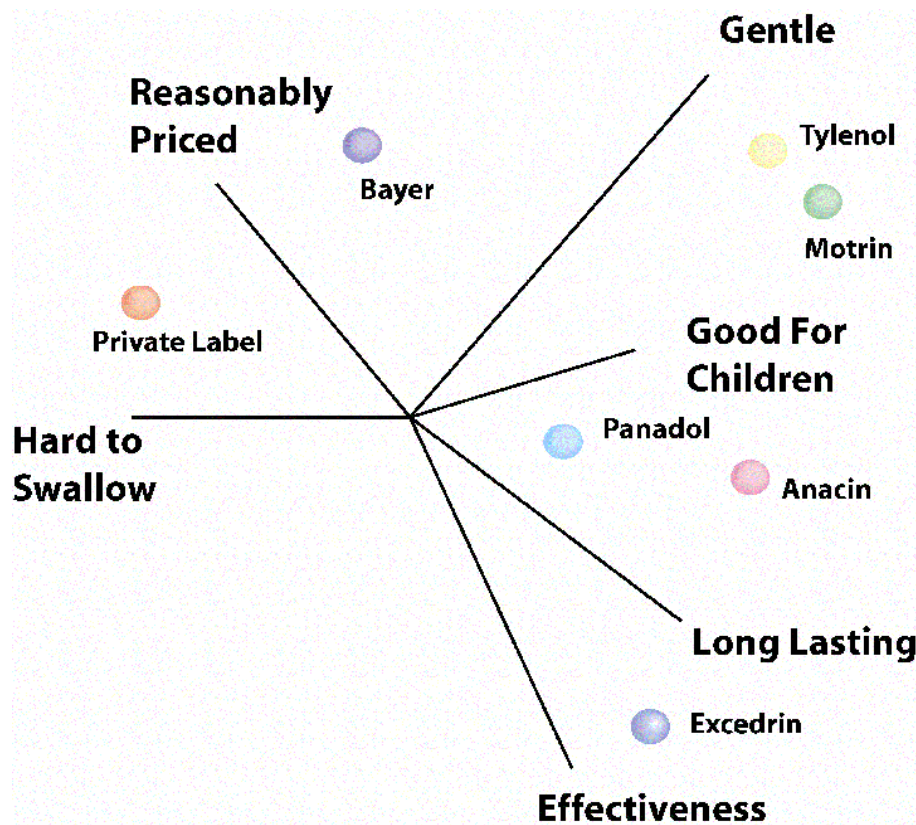 Gentle
Reasonably
Priced
Tylenol
Bayer
Motrin
Private Label
Good For
Children
Hard to
Swallow
Panadol
Anacin
Long Lasting
Excedrin
Effectiveness